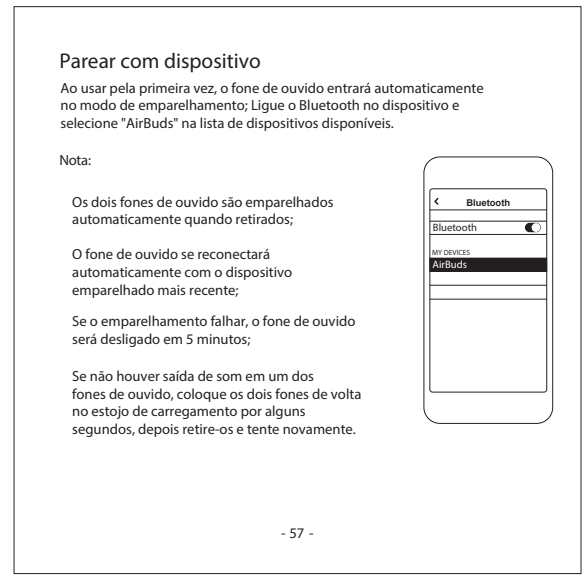 Parear com dispositivo
Ao usar pela primeira vez, o fone de ouvido entrará automaticamente
no modo de emparelhamento; Ligue o Bluetooth no dispositivo e
selecione "AirBuds" na lista de dispositivos disponíveis.
Nota:
Os dois fones de ouvido são emparelhados
automaticamente quando retirados;
O fone de ouvido se reconectará
automaticamente com o dispositivo
emparelhado mais recente;
Se o emparelhamento falhar, o fone de ouvido
será desligado em 5 minutos;
Se não houver saída de som em um dos
fones de ouvido, coloque os dois fones de volta
no estojo de carregamento por alguns
segundos, depois retire-os e tente novamente.
Bluetooth
Bluetooth
MY DEVICES
AirBuds
- 57 -